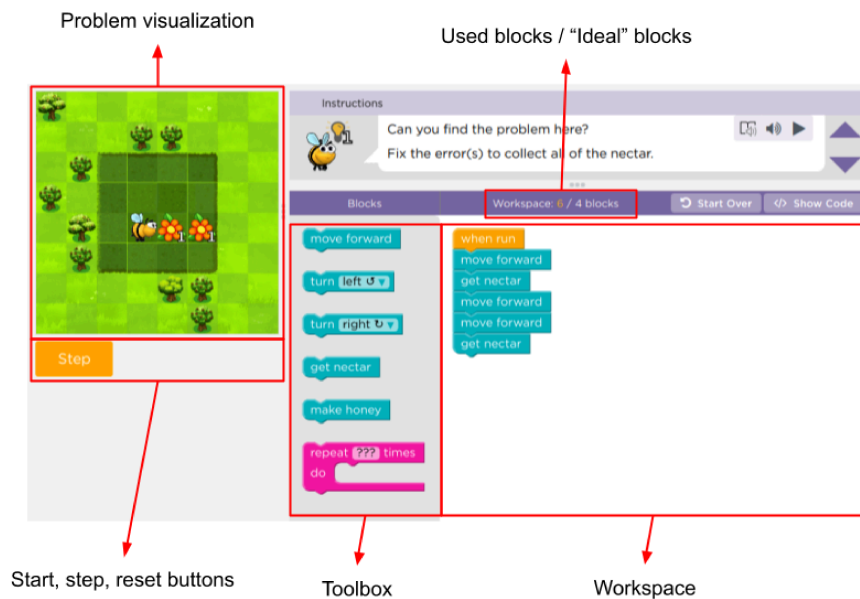 Problem visualization
Used blocks / “Ideal” blocks
Instructions
1
Can you find the problem here?
Fix the error(s) to collect all of the nectar.
Blocks
Workspace: 6 / 4 blocks
Start Over
</> Show Code
1
1
move forward
turn left ↺ ▼
turn right ↻ ▼
get nectar
make honey
repeat ??? times
do
when run
move forward
get nectar
move forward
move forward
get nectar
Step
Start, step, reset buttons
Toolbox
Workspace